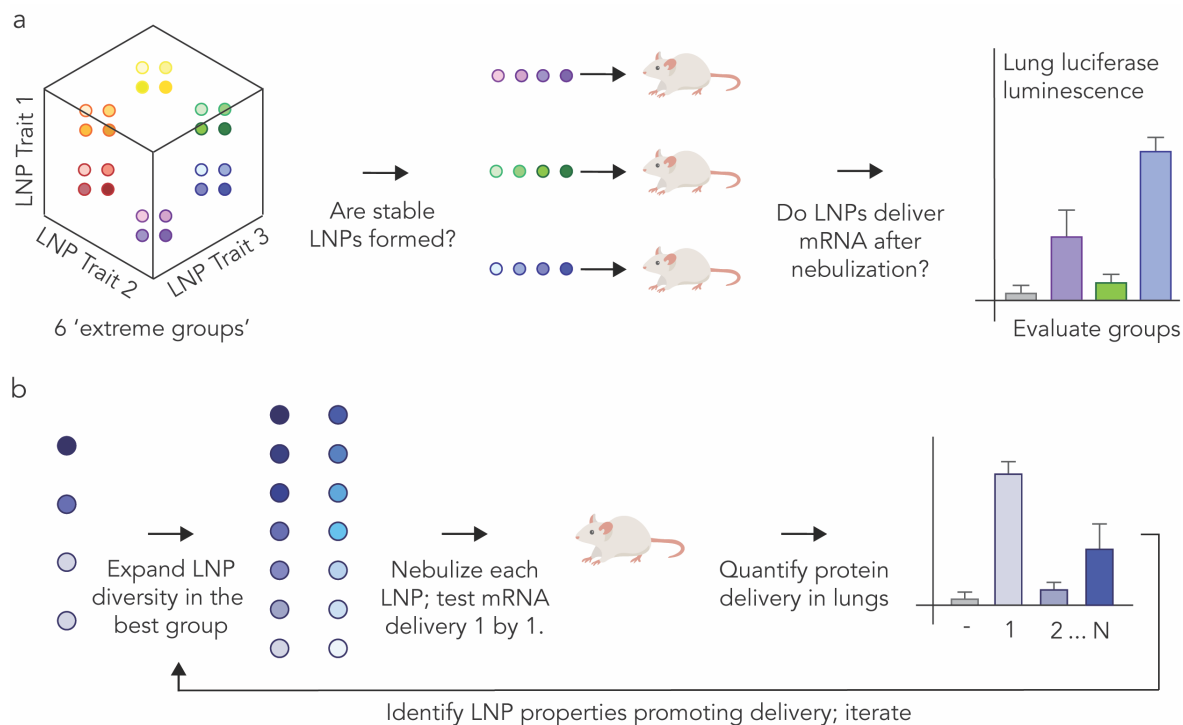 a
LNP Trait 1
LNP Trait 2
LNP Trait 3
6 ‘extreme groups’
Are stable
LNPs formed?
Do LNPs deliver
mRNA after
nebulization?
Lung luciferase
luminescence
Evaluate groups
b
Expand LNP
diversity in the
best group
Nebulize each
LNP; test mRNA
delivery 1 by 1.
Quantify protein
delivery in lungs
- 1 2 ... N
Identify LNP properties promoting delivery; iterate